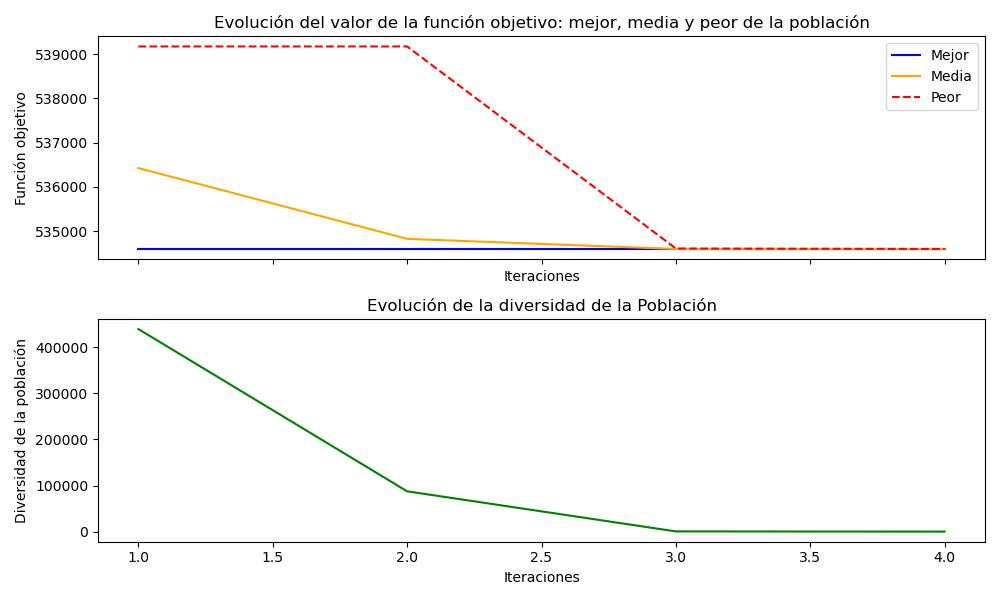 Evolución del valor de la función objetivo: mejor, media y peor de la población
Función objetivo
539000
538000
537000
536000
535000
Mejor
Media
Peor
Iteraciones
Evolución de la diversidad de la Población
Diversidad de la población
400000
300000
200000
100000
0
1.0 1.5 2.0 2.5 3.0 3.5 4.0
Iteraciones